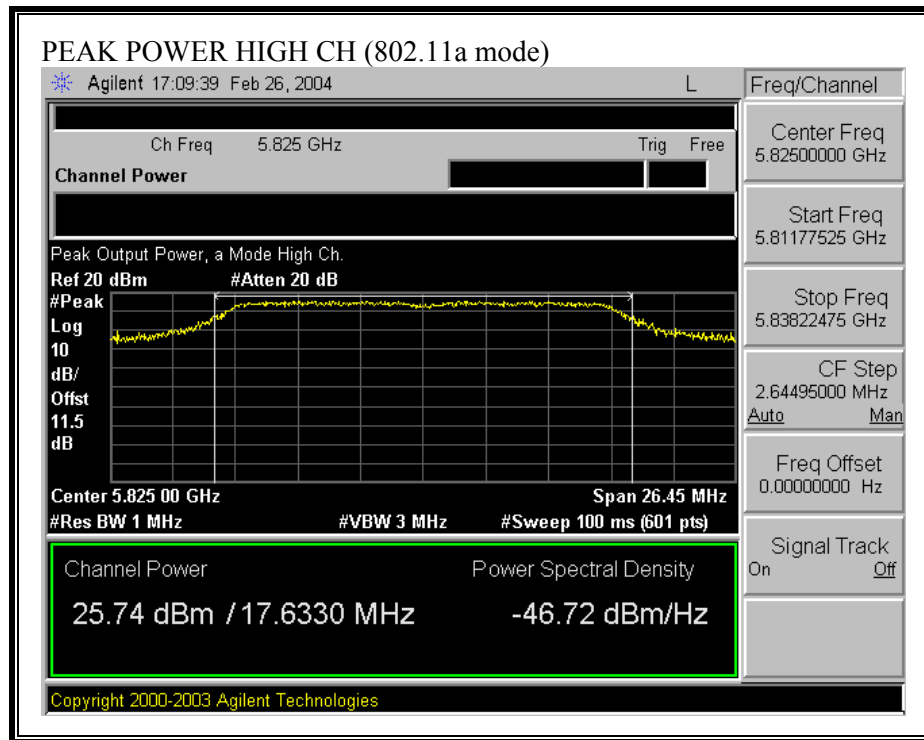 PEAK POWER HIGH CH (802.11a mode)
Agilent 17:09:39 Feb 26, 2004 L
Freq/Channel
Ch Freq 5.825 GHz Trig Free
Channel Power
Center Freq
5.82500000 GHz
Start Freq
5.81177525 GHz
Stop Freq
5.83822475 GHz
CF Step
2.64495000 MHz
Auto Man
Freq Offset
0.00000000 Hz
Signal Track
On Off
Peak Output Power, a Mode High Ch.
Ref 20 dBm #Atten 20 dB
#Peak
Log
10
dB/
Offst
11.5
dB
Center 5.825 00 GHz Span 26.45 MHz
#Res BW 1 MHz #VBW 3 MHz #Sweep 100 ms (601 pts)
Channel Power Power Spectral Density
25.74 dBm / 17.6330 MHz -46.72 dBm/Hz
Copyright 2000-2003 Agilent Technologies